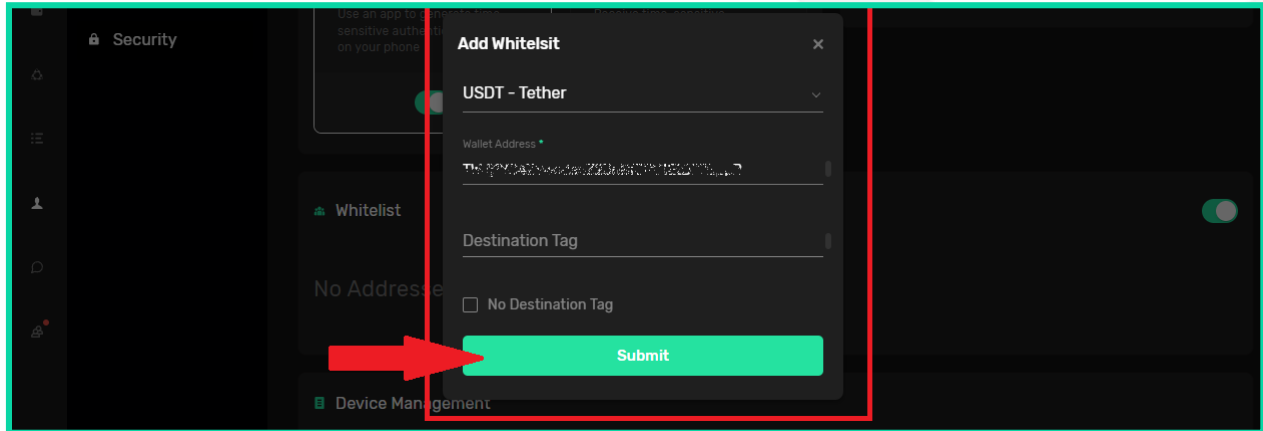 Use an app to generate time
sensitive
on your phone
Security
Add Whitelsit
USDT - Tether
Wallet Address *
Whitelist
Destination Tag
No Addresse
No Destination Tag
Submit
Device Management